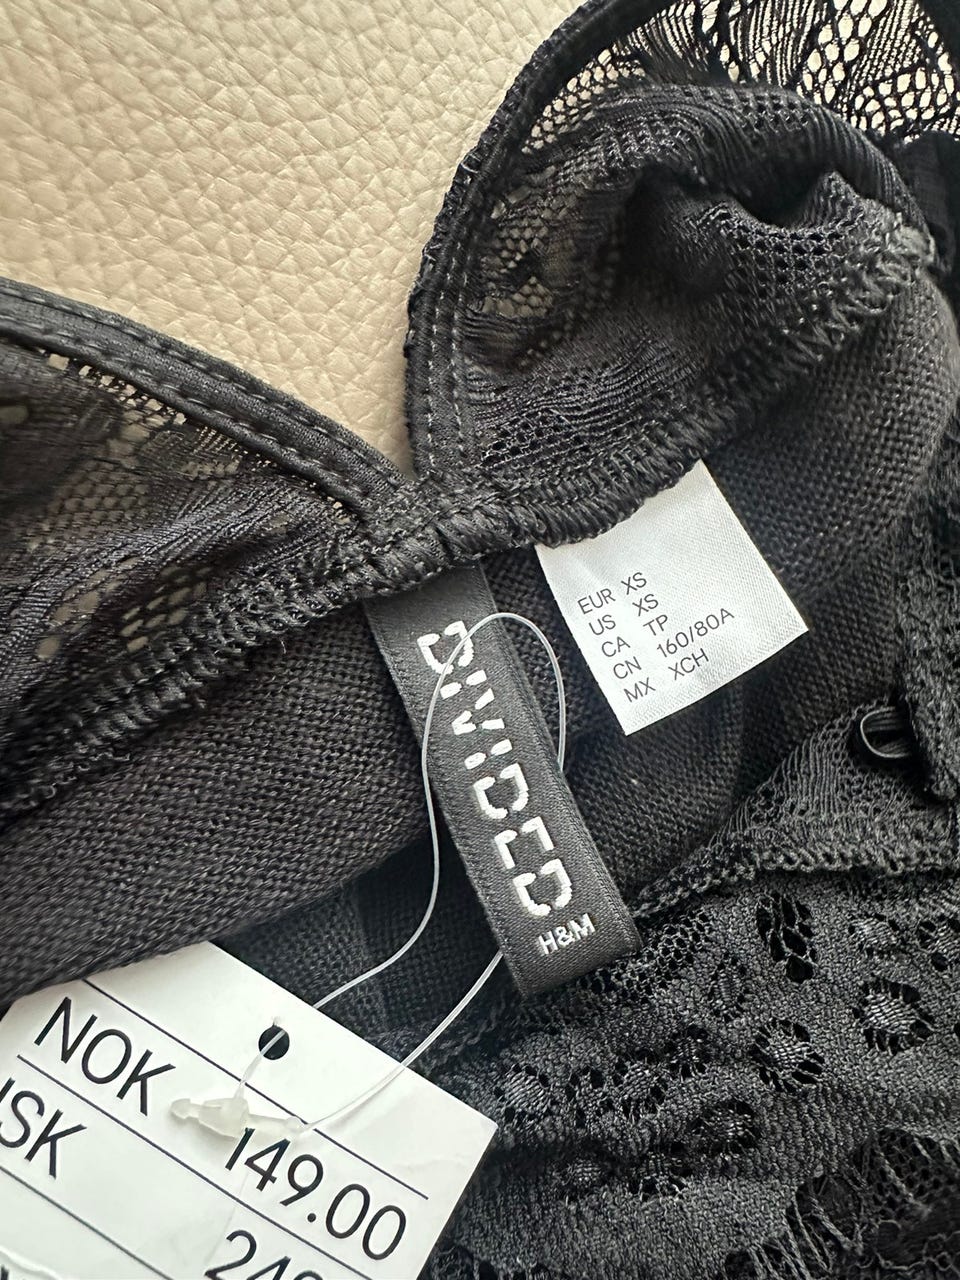 EUR XS
US XS
CA TP
CN 160/80A
MX XCH
DIVIDED
H&M
NOK 149.00